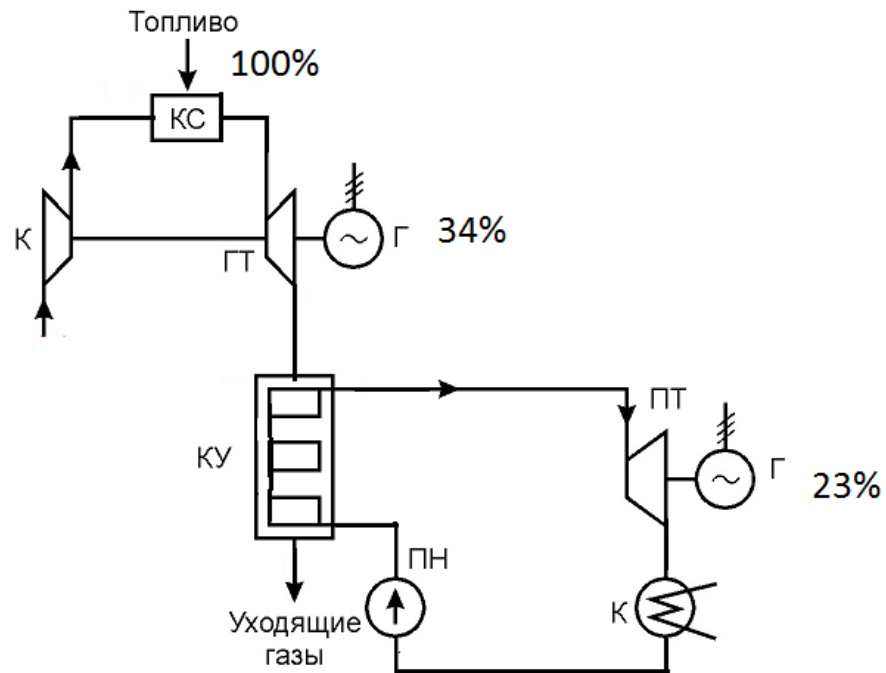 Топливо
100%
КС
К
ГТ
Г
34%
КУ
ПТ
Г
23%
ПН
К
Уходящие
газы